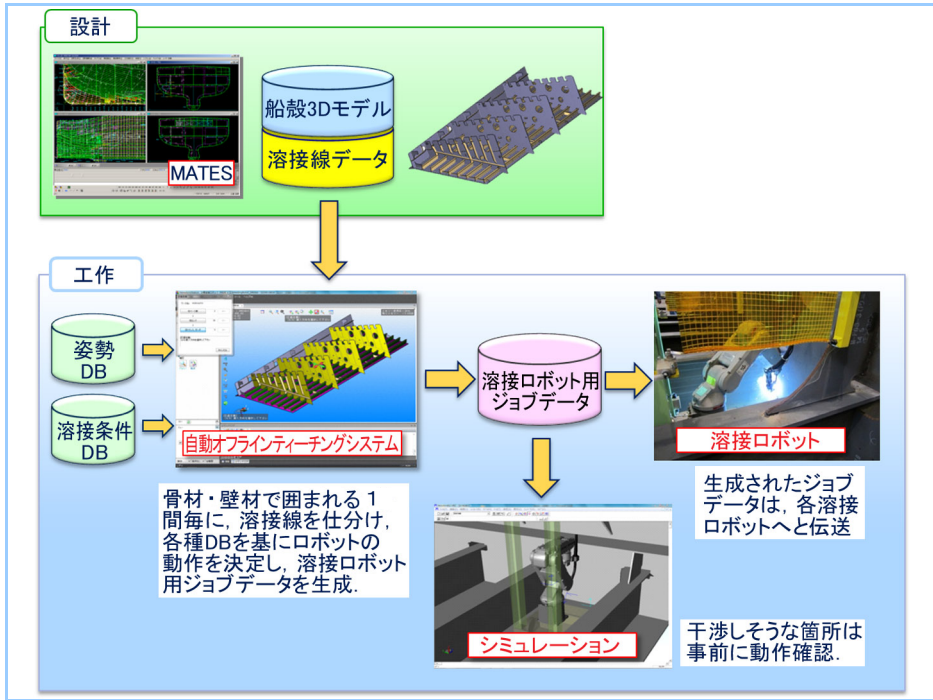 設計
MATES
船殻3Dモデル
溶接線データ
工作
姿勢
DB
溶接条件
DB
自動オフラインティーチングシステム
溶接ロボット用
ジョブデータ
溶接ロボット
骨材・壁材で囲まれる1
間毎に，溶接線を仕分け，
各種DBを基にロボットの
動作を決定し，溶接ロボット
用ジョブデータを生成．
生成されたジョブ
データは，各溶接
ロボットへと伝送
シミュレーション
干渉しそうな箇所は
事前に動作確認．